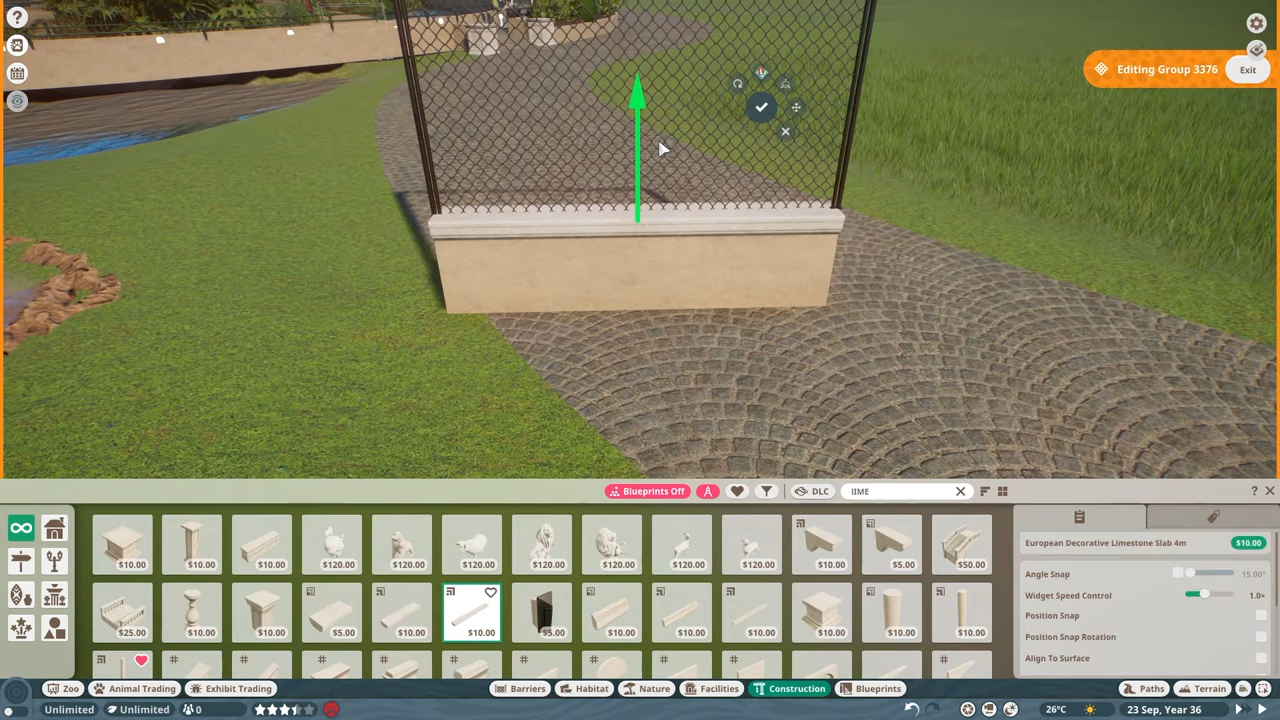 ?
Editing Group 3376
Exit
Blueprints Off
DLC
lIME
?
$10.00 $10.00 $10.00 $120.00 $120.00 $120.00 $120.00 $120.00 $120.00 $120.00 $10.00 $5.00 $50.00
European Decorative Limestone Slab 4m $10.00
Angle Snap 15.00°
Widget Speed Control 1.0×
$25.00 $10.00 $10.00 $5.00 $10.00 $10.00 $5.00 $10.00 $10.00 $10.00 $10.00 $10.00 $10.00
Position Snap
Position Snap Rotation
Align To Surface
Zoo Animal Trading Exhibit Trading Barriers Habitat Nature Facilities Construction Blueprints Paths Terrain
Unlimited Unlimited 0 26°C 23 Sep, Year 36